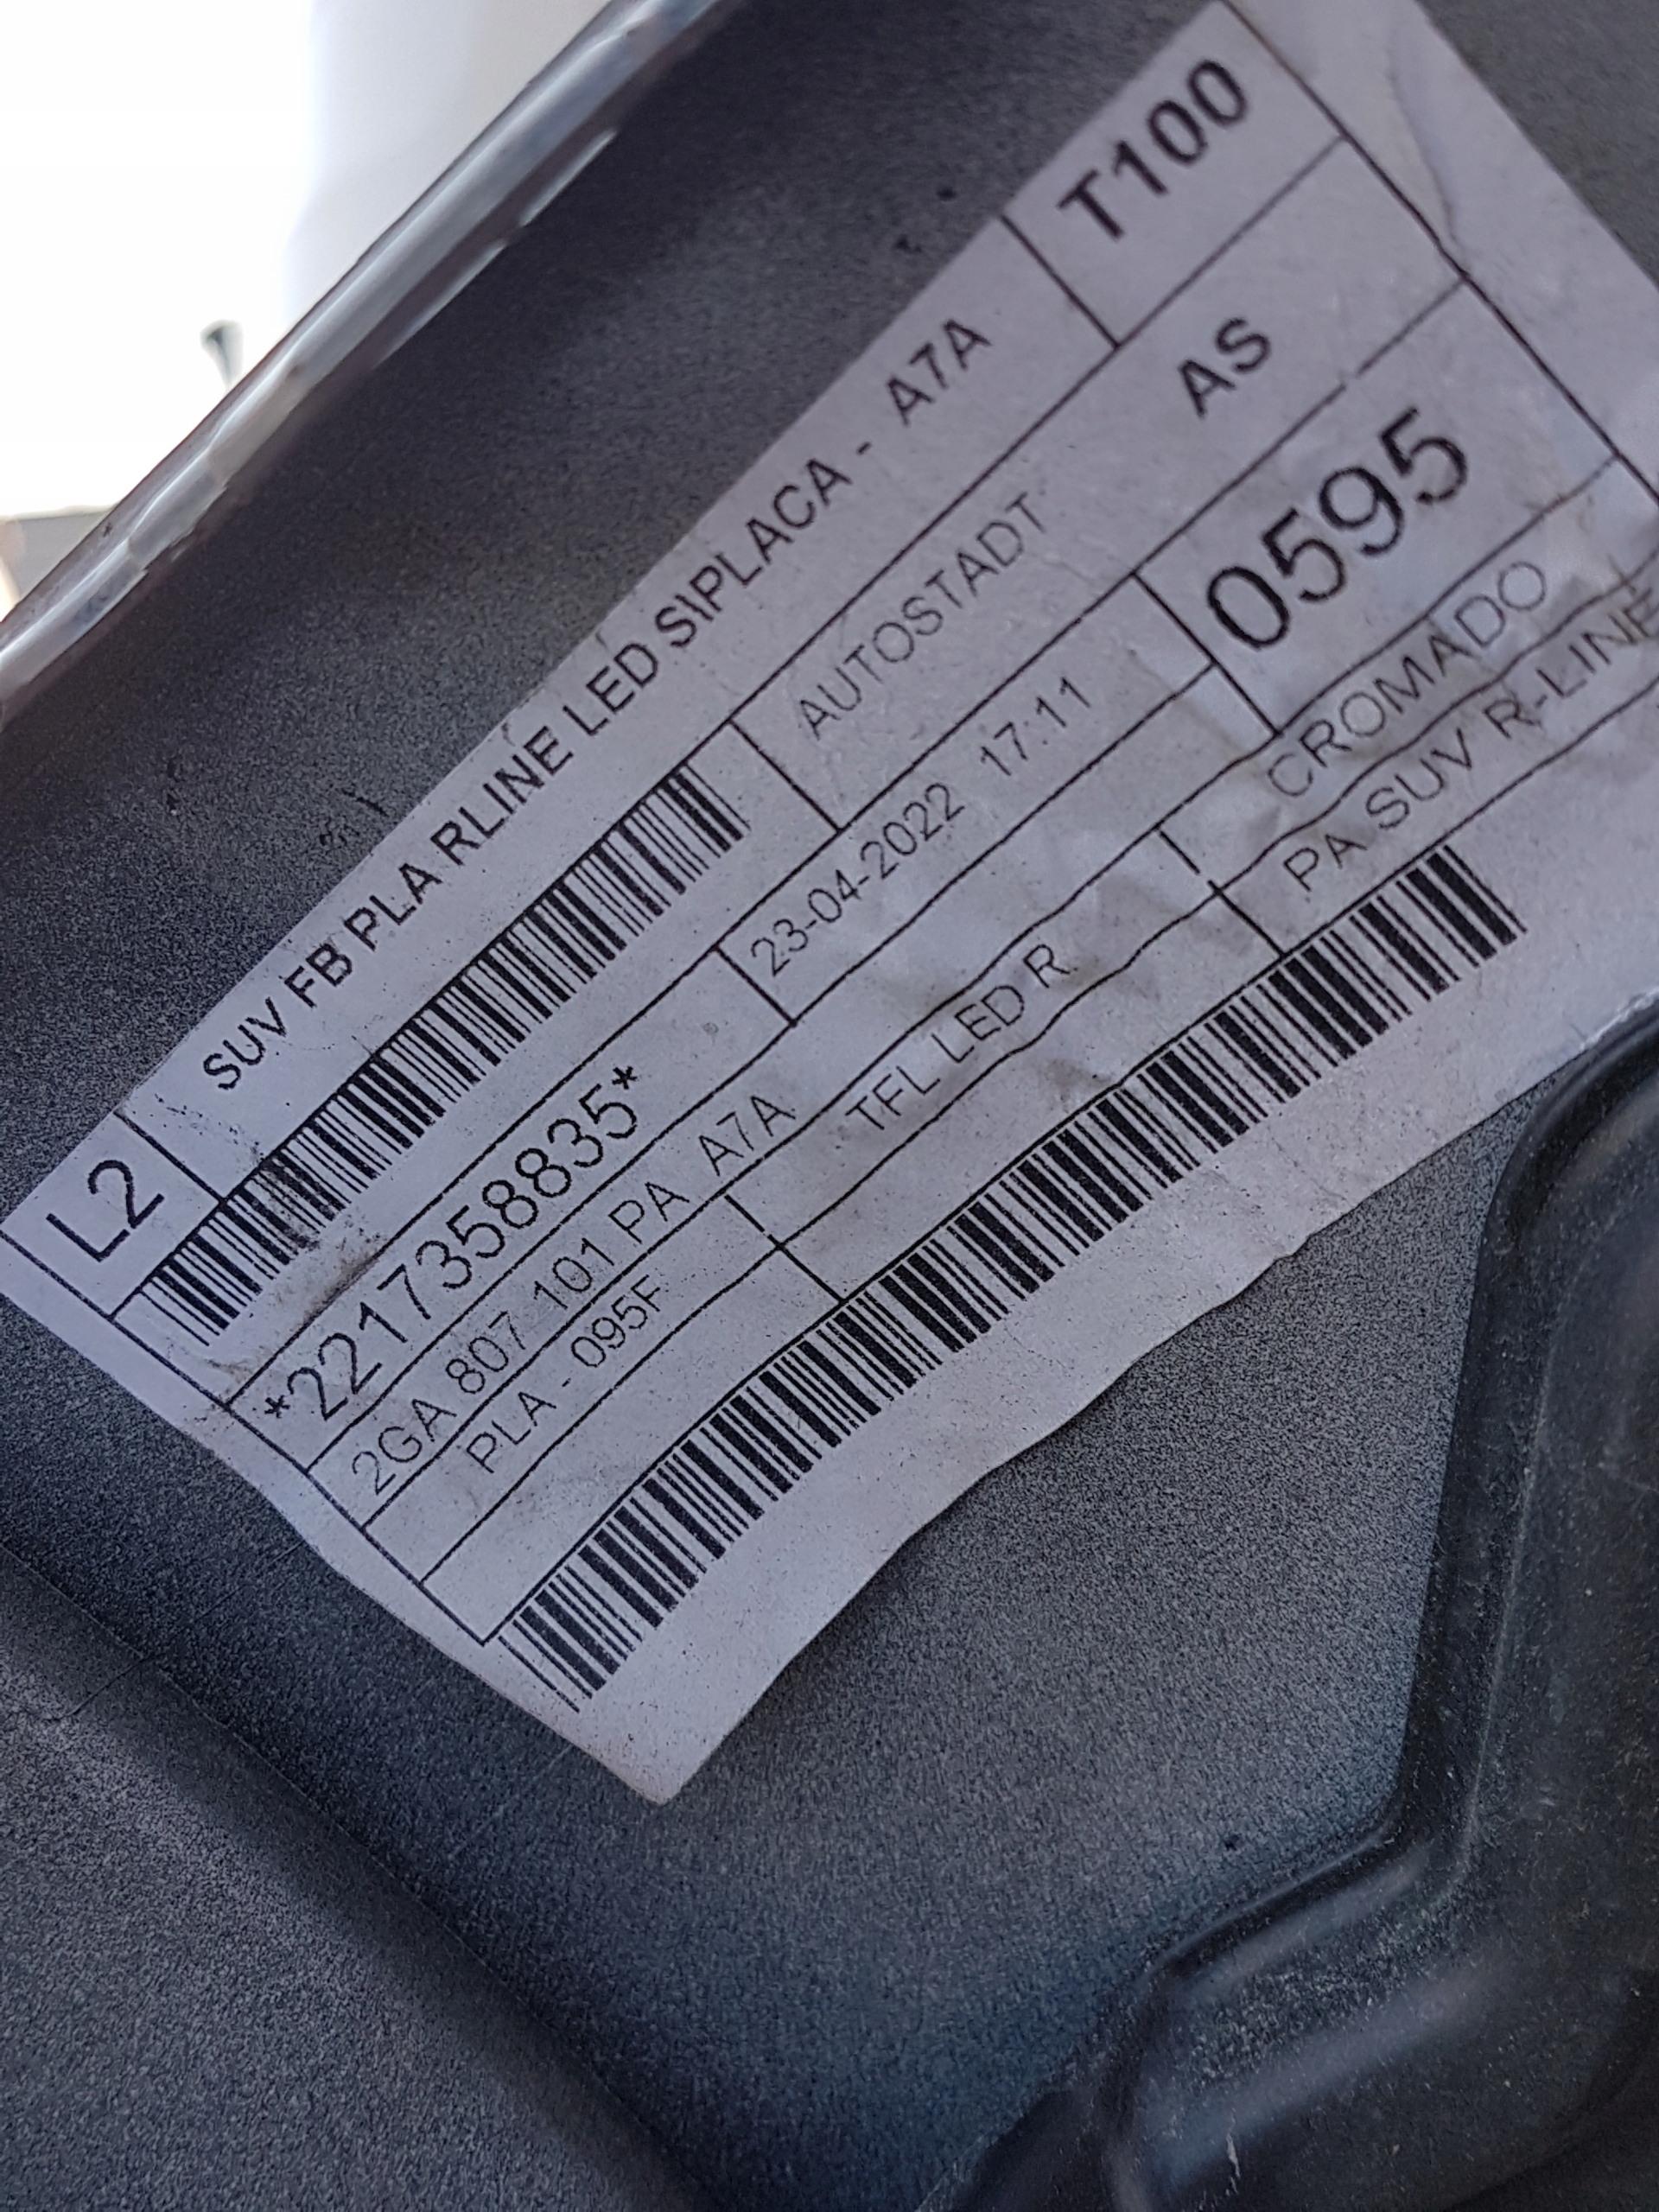 L2 SUV FB PLA RLINE LED S\PLACA - A7A T100
AUTOSTADT AS
*2217358835* 23-04-2022 17:11 0595
2GA 807 101 PA A7A TFL LED R CROMADO
PLA - 095F PA SUV R-LINE